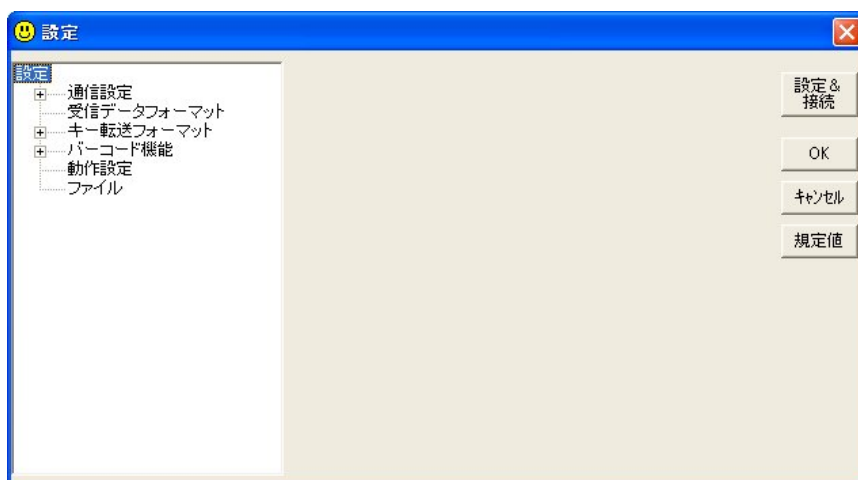 設定
設定
通信設定
受信データフォーマット
キー転送フォーマット
バーコード機能
動作設定
ファイル
設定&
接続
OK
キャンセル
規定値